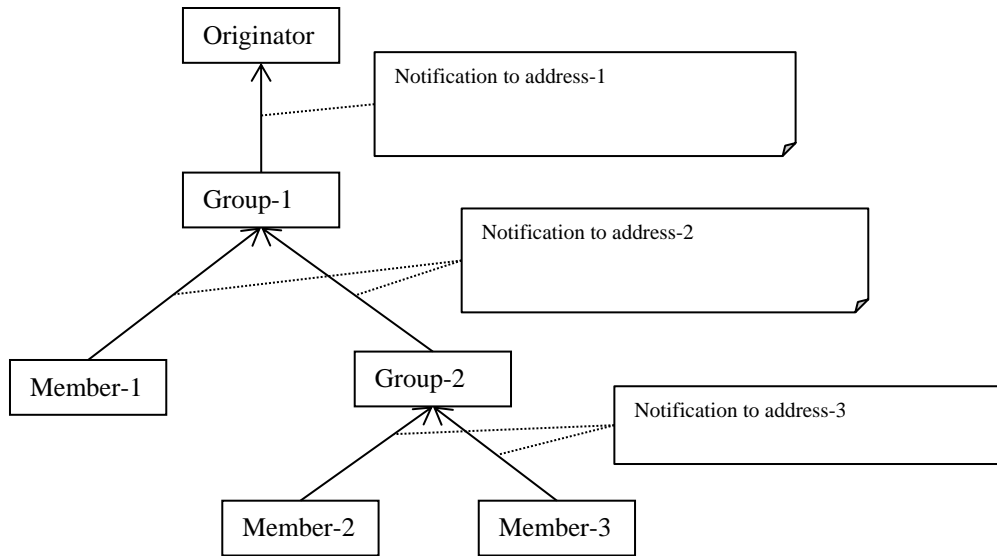 Originator
Notification to address-1
Group-1
Notification to address-2
Member-1
Group-2
Notification to address-3
Member-2
Member-3